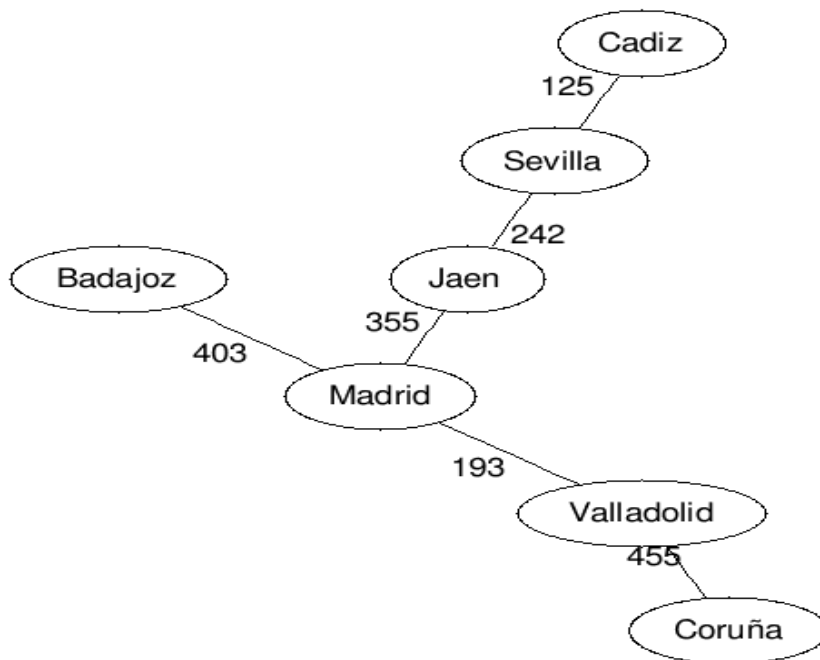 Cadiz
125
Sevilla
242
Badajoz
Jaen
355
403
Madrid
193
Valladolid
455
Coruña